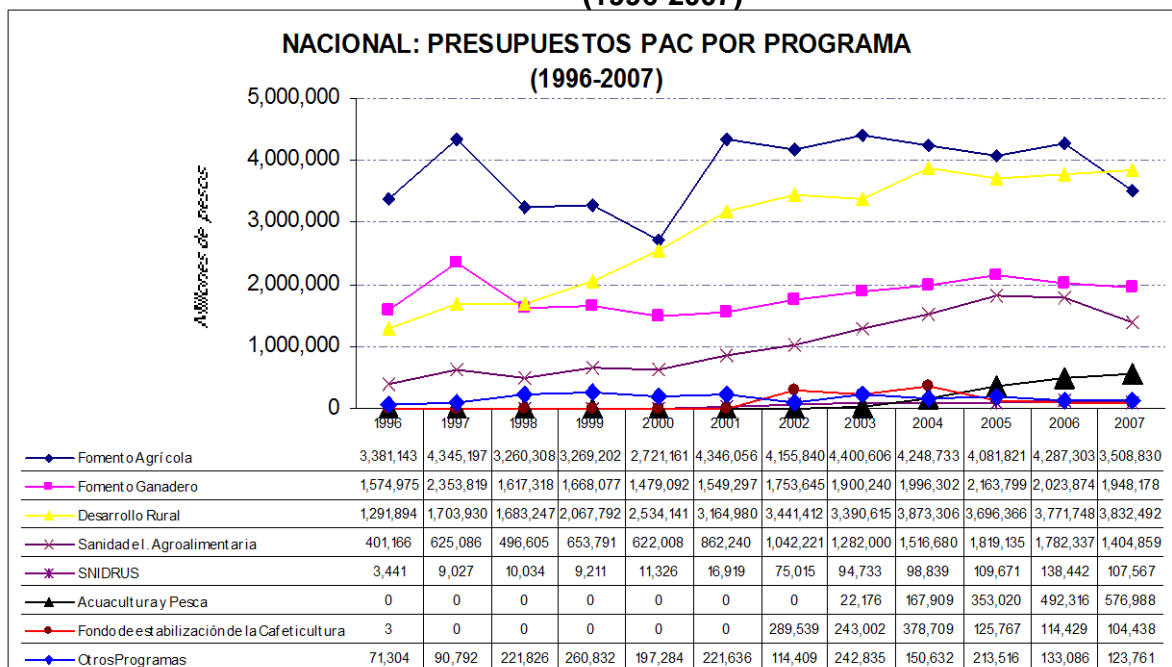 (1996-2007)
NACIONAL: PRESUPUESTOS PAC POR PROGRAMA
(1996-2007)
Millones de pesos
5,000,000
4,000,000
3,000,000
2,000,000
1,000,000
0
1996 1997 1998 1999 2000 2001 2002 2003 2004 2005 2006 2007
Fomento Agrícola 3,381,143 4,345,197 3,260,308 3,269,202 2,721,161 4,346,056 4,155,840 4,400,606 4,248,733 4,081,821 4,287,303 3,508,830
Fomento Ganadero 1,574,975 2,353,819 1,617,318 1,668,077 1,479,092 1,549,297 1,753,645 1,900,240 1,996,302 2,163,799 2,023,874 1,948,178
Desarrollo Rural 1,291,894 1,703,930 1,683,247 2,067,792 2,534,141 3,164,980 3,441,412 3,390,615 3,873,306 3,696,366 3,771,748 3,832,492
Sanidad e I. Agroalimentaria 401,166 625,086 496,605 653,791 622,008 862,240 1,042,221 1,282,000 1,516,680 1,819,135 1,782,337 1,404,859
SNIDRUS 3,441 9,027 10,034 9,211 11,326 16,919 75,015 94,733 98,839 109,671 138,442 107,567
Acuacultura y Pesca 0 0 0 0 0 0 0 22,176 167,909 353,020 492,316 576,988
Fondo de estabilización de la Cafeticultura 3 0 0 0 0 0 289,539 243,002 378,709 125,767 114,429 104,438
Otros Programas 71,304 90,792 221,826 260,832 197,284 221,636 114,409 242,835 150,632 213,516 133,086 123,761